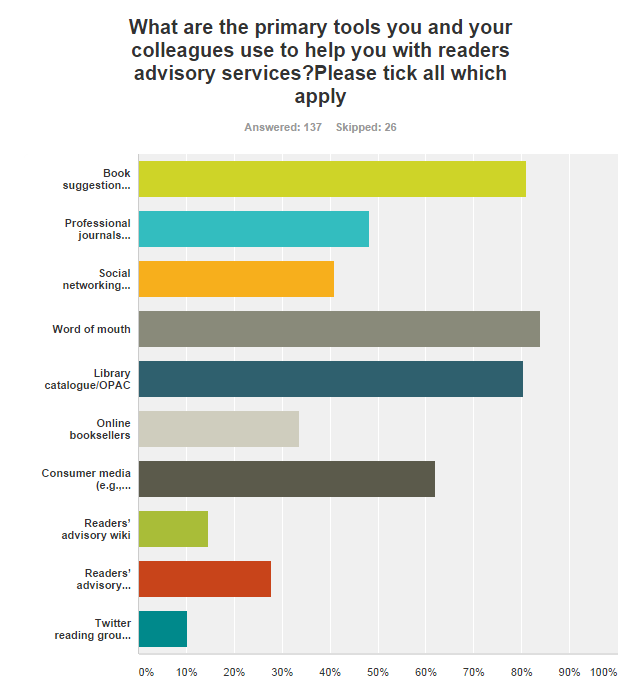 What are the primary tools you and your
colleagues use to help you with readers
advisory services?Please tick all which
apply
Answered: 137 Skipped: 26
Book
suggestion...
Professional
journals...
Social
networking...
Word of mouth
Library
catalogue/OPAC
Online
booksellers
Consumer media
(e.g.,...
Readers’
advisory wiki
Readers’
advisory...
Twitter
reading grou...
0% 10% 20% 30% 40% 50% 60% 70% 80% 90% 100%